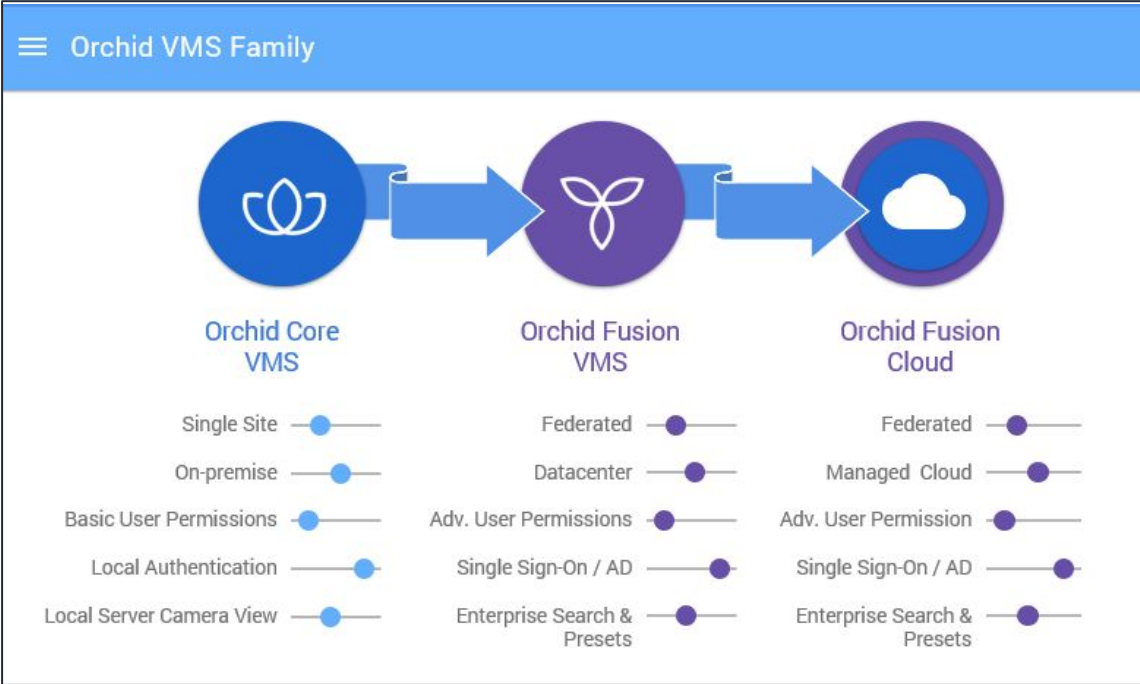 Orchid VMS Family
Orchid Core
VMS
Single Site
On-premise
Basic User Permissions
Local Authentication
Local Server Camera View
Orchid Fusion
VMS
Federated
Datacenter
Adv. User Permissions
Single Sign-On / AD
Enterprise Search &
Presets
Orchid Fusion
Cloud
Federated
Managed Cloud
Adv. User Permission
Single Sign-On / AD
Enterprise Search &
Presets